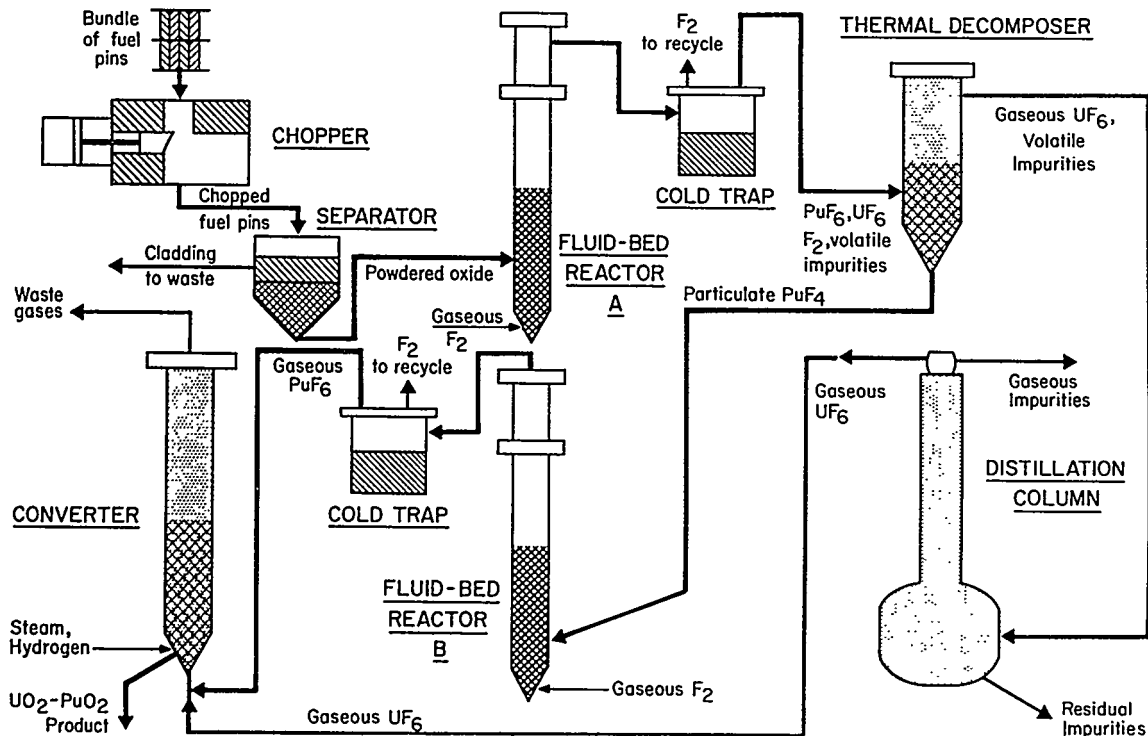 Bundle
of fuel
pins
CHOPPER
Chopped
fuel pins
SEPARATOR
Cladding
to waste
Powdered oxide
FLUID-BED
REACTOR
A
Gaseous
F2
F2
to recycle
COLD TRAP
THERMAL DECOMPOSER
Gaseous UF6,
Volatile
Impurities
PuF6, UF6
F2, volatile
impurities
Particulate PuF4
Waste
gases
Gaseous
PuF6
F2
to recycle
COLD TRAP
CONVERTER
Steam,
Hydrogen
UO2-PuO2
Product
Gaseous UF6
FLUID-BED
REACTOR
B
Gaseous F2
Gaseous
UF6
Gaseous
Impurities
DISTILLATION
COLUMN
Residual
Impurities